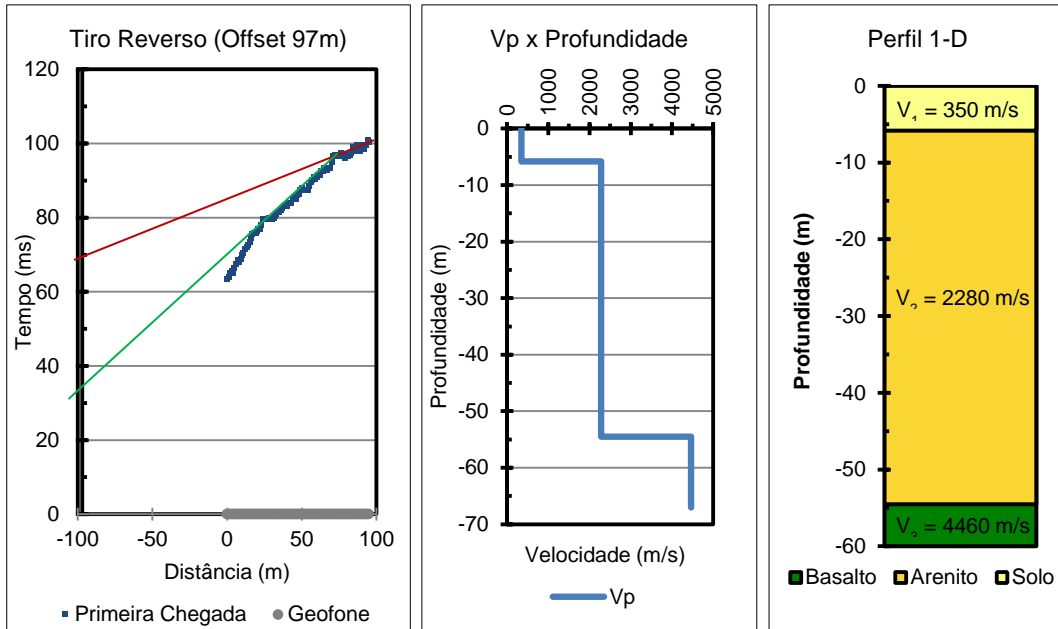 Tiro Reverso (Offset 97m)
120
100
80
60
40
20
0
-100
-50
0
50
100
Tempo (ms)
Distância (m)
Primeira Chegada
Geofone
Vp x Profundidade
0
1000
2000
3000
4000
5000
0
-10
-20
-30
-40
-50
-60
-70
Profundidade (m)
Velocidade (m/s)
Vp
Perfil 1-D
0
-10
-20
-30
-40
-50
-60
Profundidade (m)
V₁ = 350 m/s
V₂ = 2280 m/s
V₃ = 4460 m/s
Basalto
Arenito
Solo